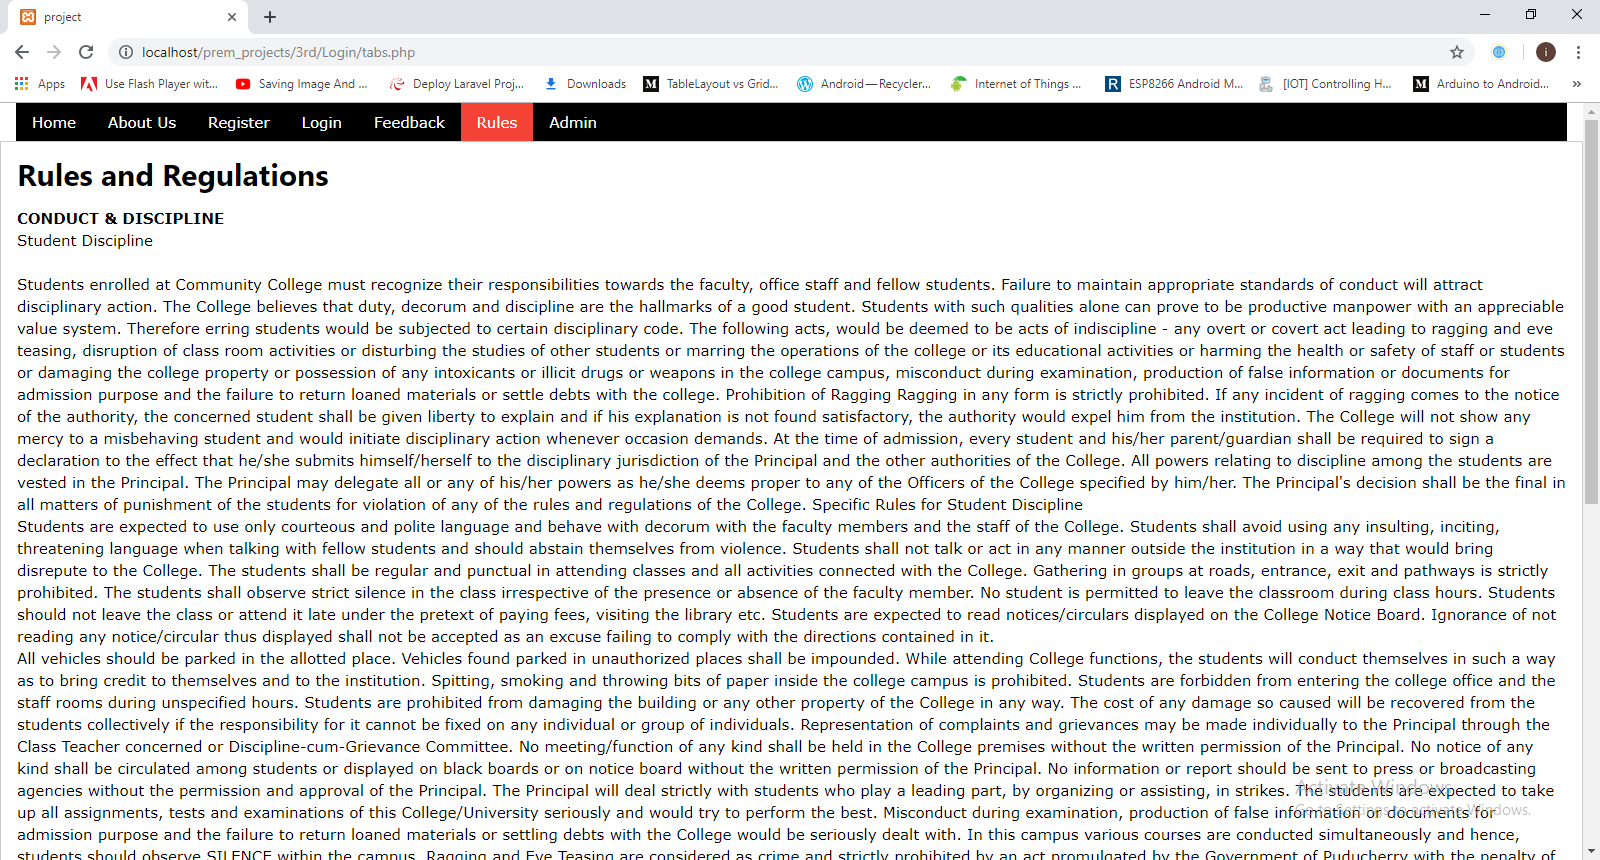 project
localhost/prem_projects/3rd/Login/tabs.php
i
Apps Use Flash Player wit... Saving Image And ... Deploy Laravel Proj... Downloads TableLayout vs Grid... Android — Recycler... Internet of Things ... ESP8266 Android M... [IOT] Controlling H... Arduino to Android... »
Home About Us Register Login Feedback Rules Admin
Rules and Regulations
CONDUCT & DISCIPLINE
Student Discipline
Students enrolled at Community College must recognize their responsibilities towards the faculty, office staff and fellow students. Failure to maintain appropriate standards of conduct will attract
disciplinary action. The College believes that duty, decorum and discipline are the hallmarks of a good student. Students with such qualities alone can prove to be productive manpower with an appreciable
value system. Therefore erring students would be subjected to certain disciplinary code. The following acts, would be deemed to be acts of indiscipline - any overt or covert act leading to ragging and eve
teasing, disruption of class room activities or disturbing the studies of other students or marring the operations of the college or its educational activities or harming the health or safety of staff or students
or damaging the college property or possession of any intoxicants or illicit drugs or weapons in the college campus, misconduct during examination, production of false information or documents for
admission purpose and the failure to return loaned materials or settle debts with the college. Prohibition of Ragging Ragging in any form is strictly prohibited. If any incident of ragging comes to the notice
of the authority, the concerned student shall be given liberty to explain and if his explanation is not found satisfactory, the authority would expel him from the institution. The College will not show any
mercy to a misbehaving student and would initiate disciplinary action whenever occasion demands. At the time of admission, every student and his/her parent/guardian shall be required to sign a
declaration to the effect that he/she submits himself/herself to the disciplinary jurisdiction of the Principal and the other authorities of the College. All powers relating to discipline among the students are
vested in the Principal. The Principal may delegate all or any of his/her powers as he/she deems proper to any of the Officers of the College specified by him/her. The Principal's decision shall be the final in
all matters of punishment of the students for violation of any of the rules and regulations of the College. Specific Rules for Student Discipline
Students are expected to use only courteous and polite language and behave with decorum with the faculty members and the staff of the College. Students shall avoid using any insulting, inciting,
threatening language when talking with fellow students and should abstain themselves from violence. Students shall not talk or act in any manner outside the institution in a way that would bring
disrepute to the College. The students shall be regular and punctual in attending classes and all activities connected with the College. Gathering in groups at roads, entrance, exit and pathways is strictly
prohibited. The students shall observe strict silence in the class irrespective of the presence or absence of the faculty member. No student is permitted to leave the classroom during class hours. Students
should not leave the class or attend it late under the pretext of paying fees, visiting the library etc. Students are expected to read notices/circulars displayed on the College Notice Board. Ignorance of not
reading any notice/circular thus displayed shall not be accepted as an excuse failing to comply with the directions contained in it.
All vehicles should be parked in the allotted place. Vehicles found parked in unauthorized places shall be impounded. While attending College functions, the students will conduct themselves in such a way
as to bring credit to themselves and to the institution. Spitting, smoking and throwing bits of paper inside the college campus is prohibited. Students are forbidden from entering the college office and the
staff rooms during unspecified hours. Students are prohibited from damaging the building or any other property of the College in any way. The cost of any damage so caused will be recovered from the
students collectively if the responsibility for it cannot be fixed on any individual or group of individuals. Representation of complaints and grievances may be made individually to the Principal through the
Class Teacher concerned or Discipline-cum-Grievance Committee. No meeting/function of any kind shall be held in the College premises without the written permission of the Principal. No notice of any
kind shall be circulated among students or displayed on black boards or on notice board without the written permission of the Principal. No information or report should be sent to press or broadcasting
agencies without the permission and approval of the Principal. The Principal will deal strictly with students who play a leading part, by organizing or assisting, in strikes. The students are expected to take
up all assignments, tests and examinations of this College/University seriously and would try to perform the best. Misconduct during examination, production of false information or documents for
admission purpose and the failure to return loaned materials or settling debts with the College would be seriously dealt with. In this campus various courses are conducted simultaneously and hence,
students should observe SILENCE within the campus. Ragging and Eve Teasing are considered as crime and strictly prohibited by an act promulgated by the Government of Puducherry with the penalty of
Activate Windows
Go to Settings to activate Windows.